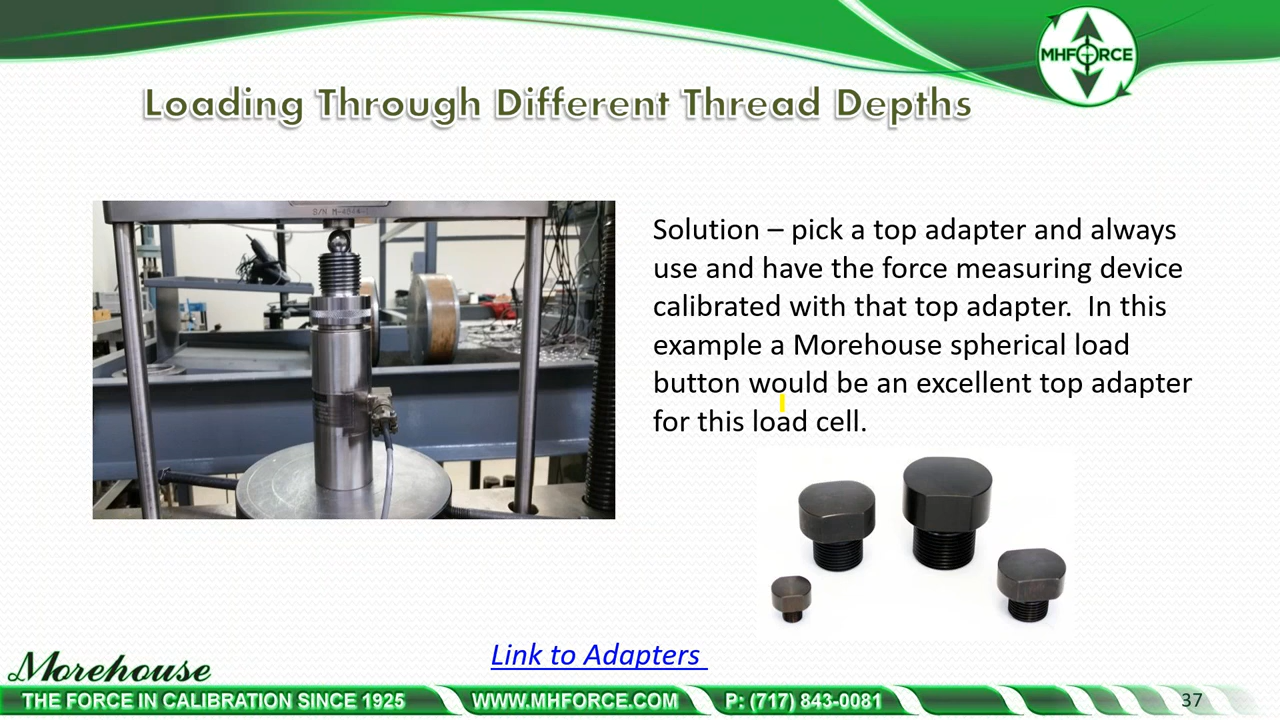 MHFORCE
Loading Through Different Thread Depths
Solution – pick a top adapter and always
use and have the force measuring device
calibrated with that top adapter.  In this
example a Morehouse spherical load
button would be an excellent top adapter
for this load cell.
Link to Adapters
Morehouse
THE FORCE IN CALIBRATION SINCE 1925 WWW.MHFORCE.COM P: (717) 843-0081 37